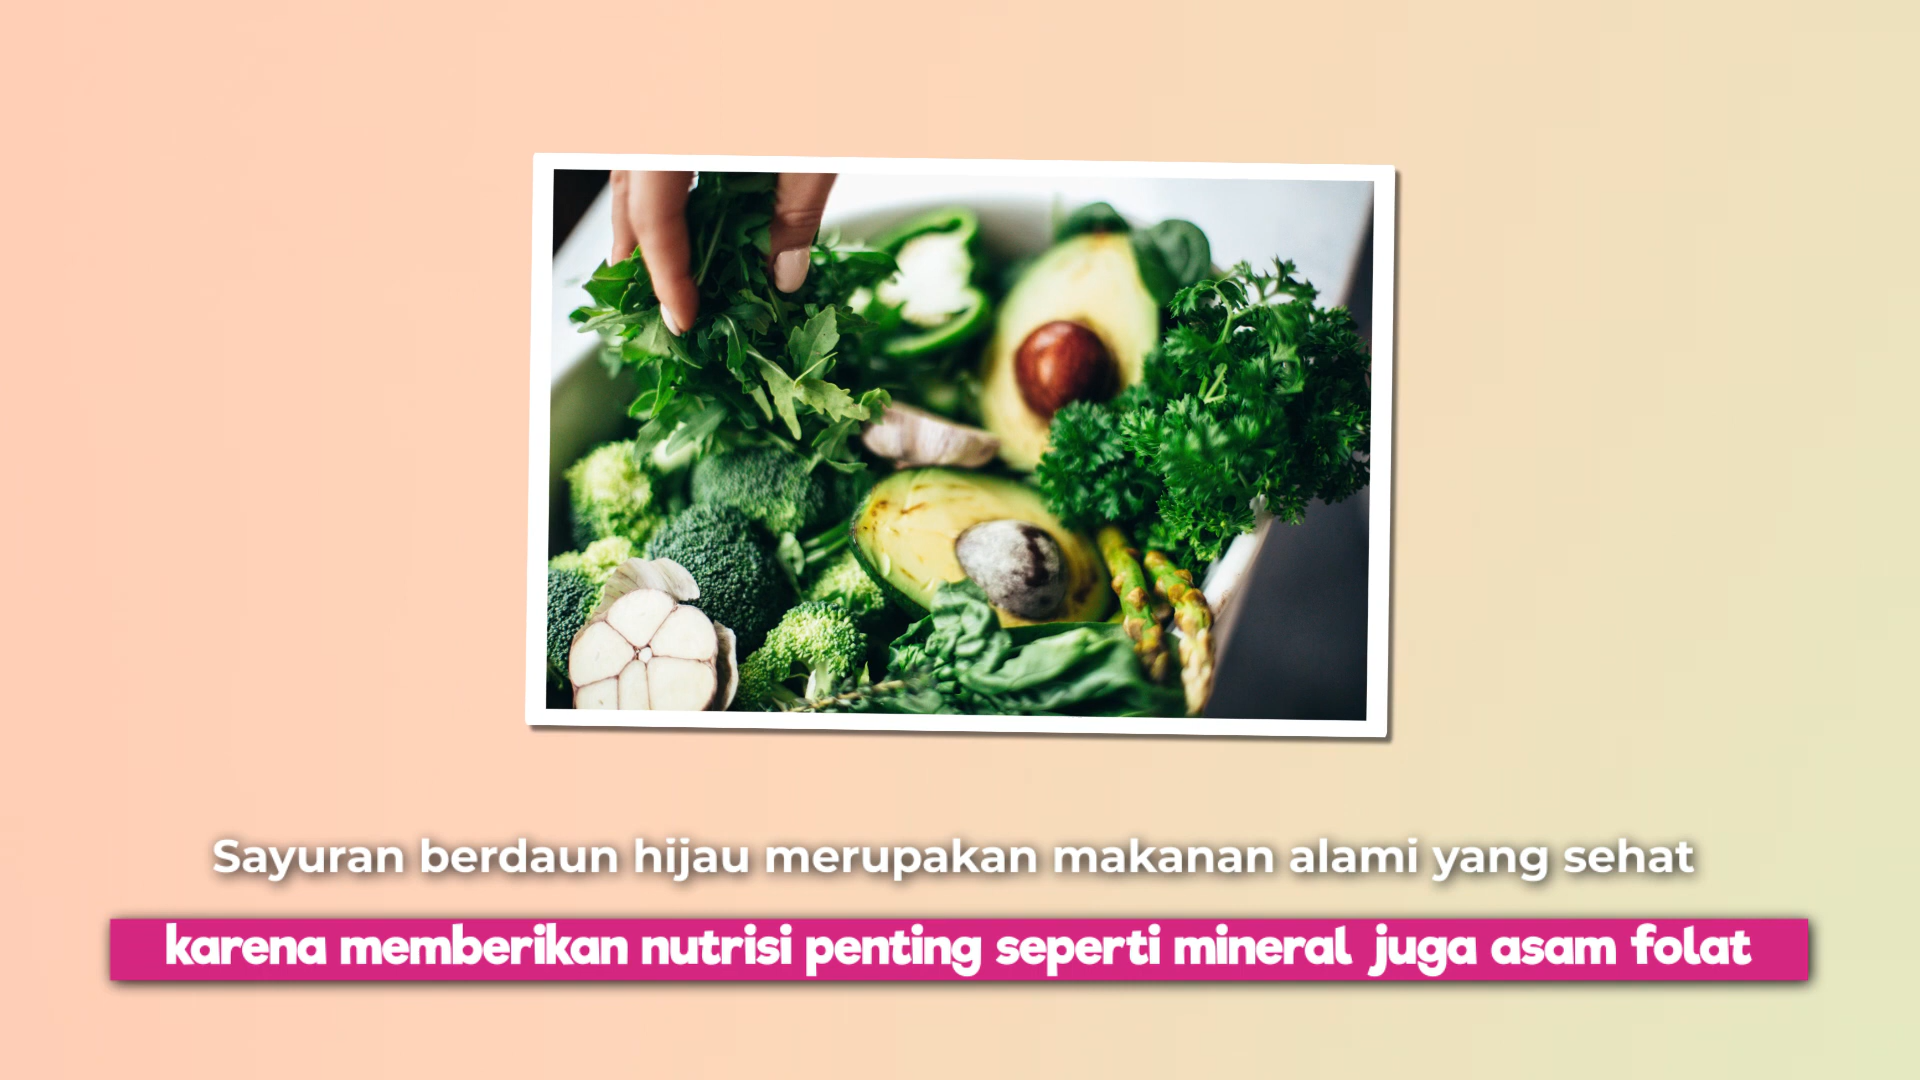 Sayuran berdaun hijau merupakan makanan alami yang sehat
karena memberikan nutrisi penting seperti mineral juga asam folat